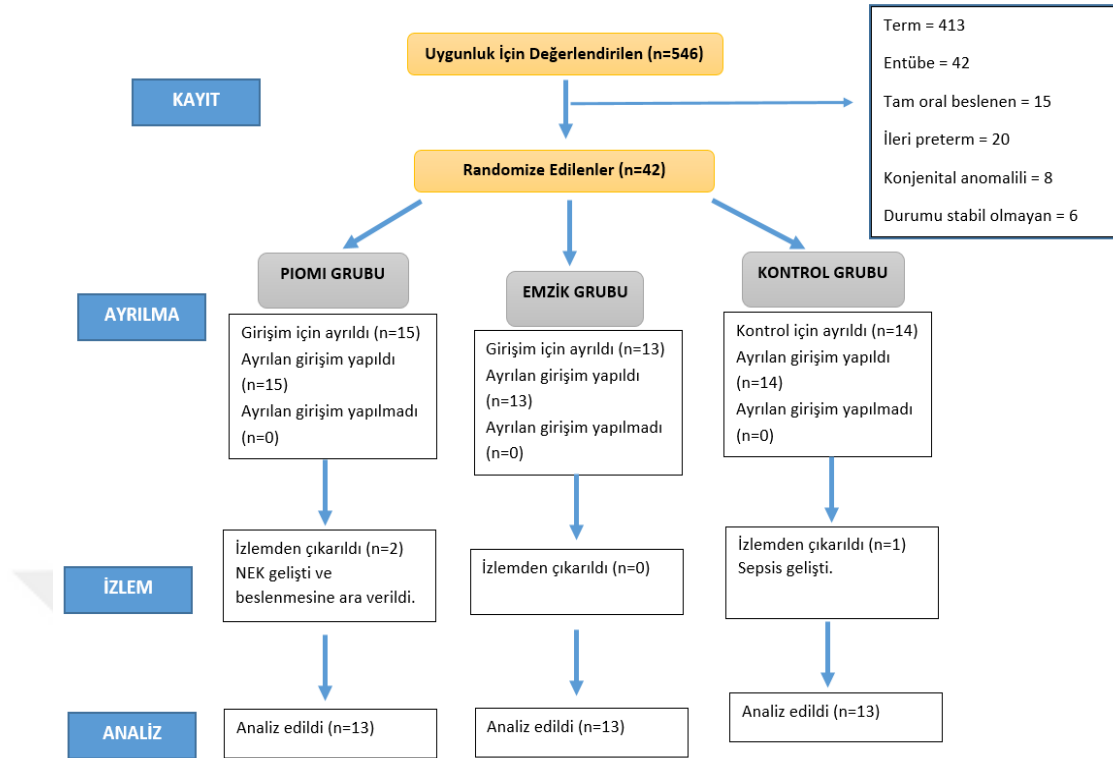 Uygunluk İçin Değerlendirilen (n=546)
Term = 413
Entübe = 42
Tam oral beslenen = 15
İleri preterm = 20
Konjenital anomalili = 8
Durumu stabil olmayan = 6
KAYIT
Randomize Edilenler (n=42)
PIOMI GRUBU
EMZİK GRUBU
KONTROL GRUBU
AYRILMA
Girişim için ayrıldı (n=15)
Ayrılan girişim yapıldı
(n=15)
Ayrılan girişim yapılmadı
(n=0)
Girişim için ayrıldı (n=13)
Ayrılan girişim yapıldı
(n=13)
Ayrılan girişim yapılmadı
(n=0)
Kontrol için ayrıldı (n=14)
Ayrılan girişim yapıldı
(n=14)
Ayrılan girişim yapılmadı
(n=0)
İZLEM
İzlemden çıkarıldı (n=2)
NEK gelişti ve
beslenmesine ara verildi.
İzlemden çıkarıldı (n=0)
İzlemden çıkarıldı (n=1)
Sepsis gelişti.
ANALİZ
Analiz edildi (n=13)
Analiz edildi (n=13)
Analiz edildi (n=13)